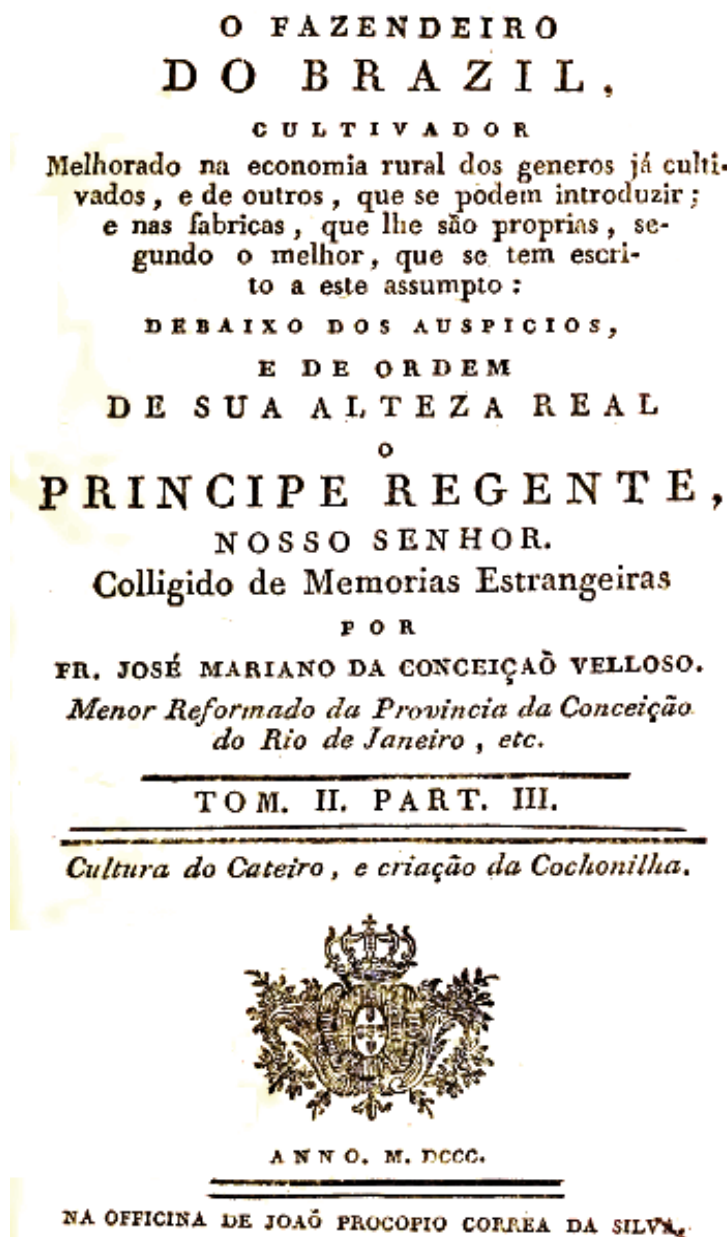 O FAZENDEIRO
DO BRAZIL,
CULTIVADOR
Melhorado na economia rural dos generos já culti-
vados, e de outros, que se podem introduzir;
e nas fabricas, que lhe são proprias, se-
gundo o melhor, que se tem escri-
to a este assumpto:
DEBAIXO DOS AUSPICIOS,
E DE ORDEM
DE SUA ALTEZA REAL
O
PRINCIPE REGENTE,
NOSSO SENHOR.
Colligido de Memorias Estrangeiras
POR
FR. JOSÉ MARIANO DA CONCEIÇAÕ VELLOSO.
Menor Reformado da Provincia da Conceição
do Rio de Janeiro, etc.
TOM. II. PART. III.
Cultura do Cateiro, e criação da Cochonilha.
ANNO. M. DCCC.
NA OFFICINA DE JOAÕ PROCOPIO CORREA DA SILVA.